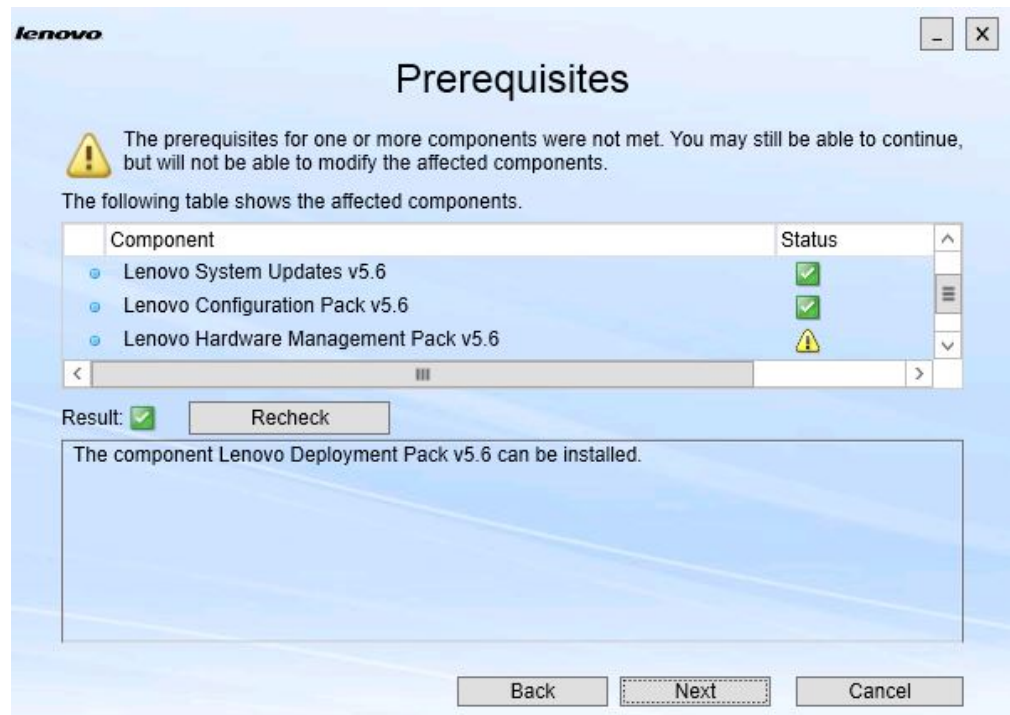 lenovo
Prerequisites
The prerequisites for one or more components were not met. You may still be able to continue,
but will not be able to modify the affected components.
The following table shows the affected components.
Component Status
Lenovo System Updates v5.6
Lenovo Configuration Pack v5.6
Lenovo Hardware Management Pack v5.6
Result: Recheck
The component Lenovo Deployment Pack v5.6 can be installed.
Back Next Cancel